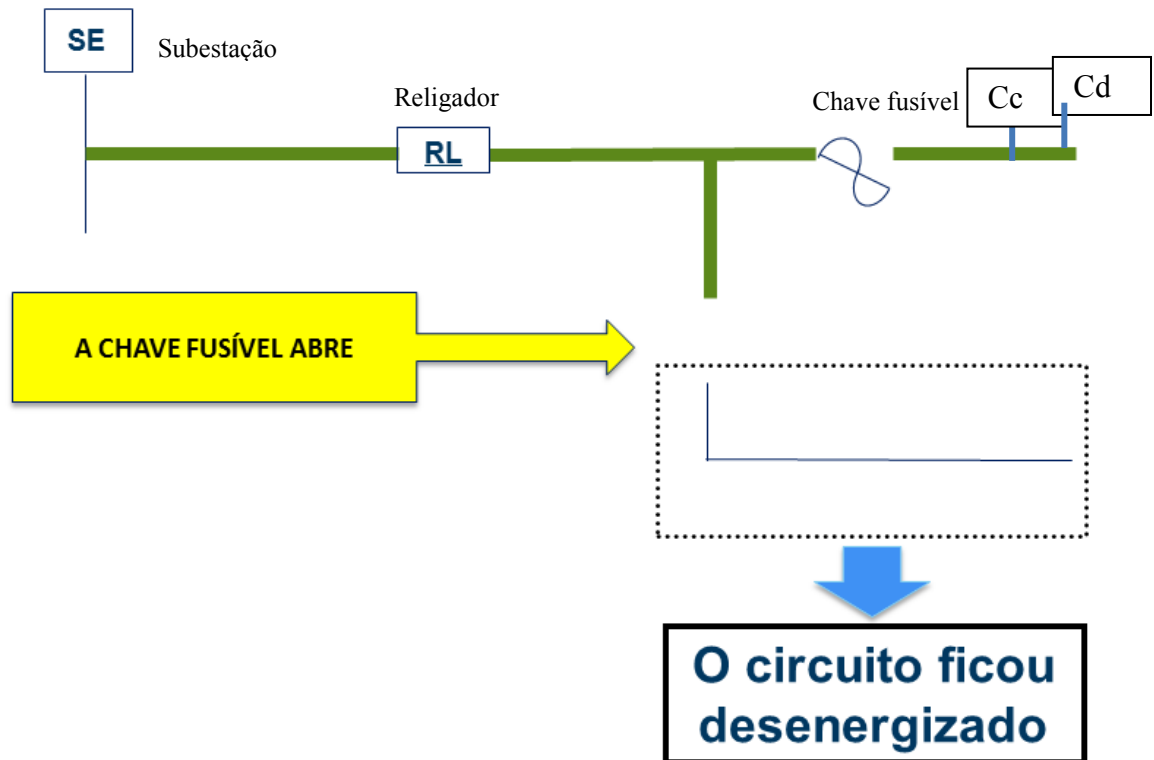 SE
Subestação
Religador
RL
Chave fusível
Cc
Cd
A CHAVE FUSÍVEL ABRE
O circuito ficou
desenergizado